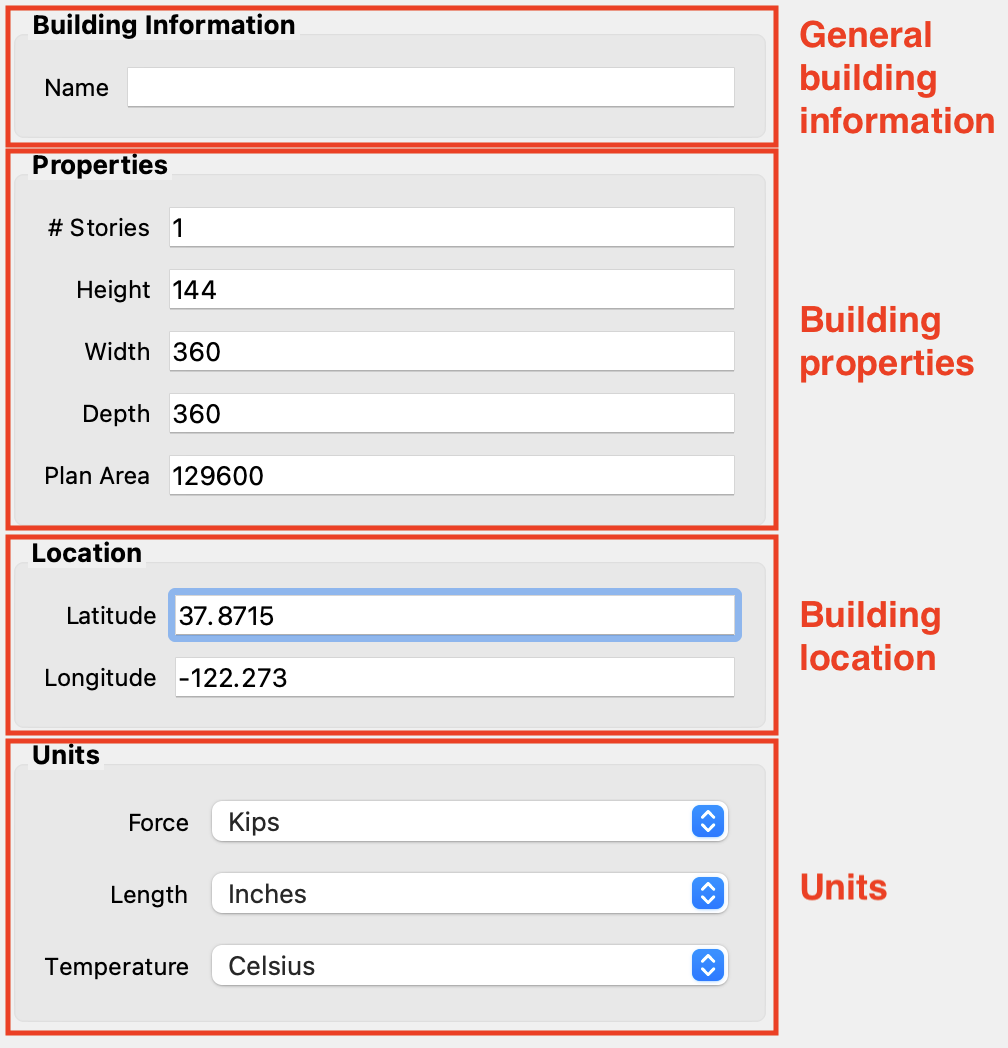 Building Information
Name
General
building
information
Properties
# Stories 1
Height 144
Width 360
Depth 360
Plan Area 129600
Building
properties
Location
Latitude 37.8715
Longitude -122.273
Building
location
Units
Force Kips
Length Inches
Temperature Celsius
Units